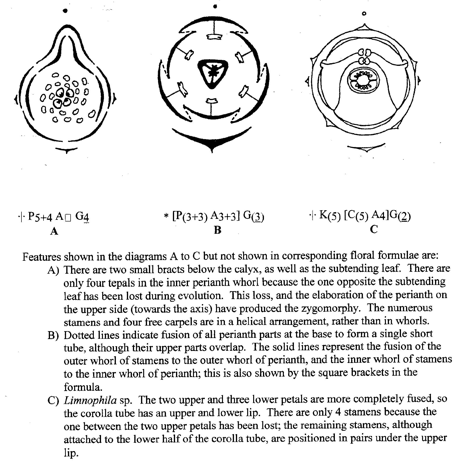 ·|· P5+4 A□ G4
* [P(3+3) A3+3] G(3)
·|· K(5) [C(5) A4]G(2)
A
B
C
Features shown in the diagrams A to C but not shown in corresponding floral formulae are:
A) There are two small bracts below the calyx, as well as the subtending leaf. There are
only four tepals in the inner perianth whorl because the one opposite the subtending
leaf has been lost during evolution. This loss, and the elaboration of the perianth on
the upper side (towards the axis) have produced the zygomorphy. The numerous
stamens and four free carpels are in a helical arrangement, rather than in whorls.
B) Dotted lines indicate fusion of all perianth parts at the base to form a single short
tube, although their upper parts overlap. The solid lines represent the fusion of the
outer whorl of stamens to the outer whorl of perianth, and the inner whorl of stamens
to the inner whorl of perianth; this is also shown by the square brackets in the
formula.
C) Limnophila sp. The two upper and three lower petals are more completely fused, so
the corolla tube has an upper and lower lip. There are only 4 stamens because the
one between the two upper petals has been lost; the remaining stamens, although
attached to the lower half of the corolla tube, are positioned in pairs under the upper
lip.